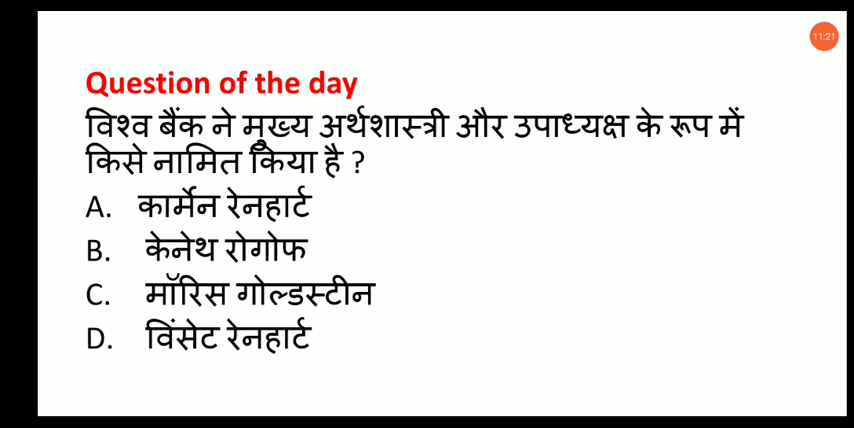 11:21
Question of the day
विश्व बैंक ने मुख्य अर्थशास्त्री और उपाध्यक्ष के रूप में
किसे नामित किया है ?
A. कार्मेन रेनहार्ट
B. केनेथ रोगोफ
C. मॉरिस गोल्डस्टीन
D. विंसेट रेनहार्ट